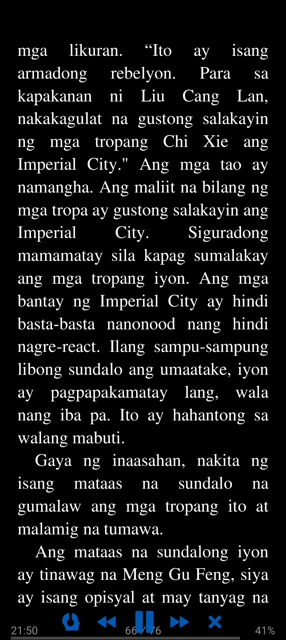 mga likuran. “Ito ay isang
armadong rebelyon. Para sa
kapakanan ni Liu Cang Lan,
nakakagulat na gustong salakayin
ng mga tropang Chi Xie ang
Imperial City." Ang mga tao ay
namangha. Ang maliit na bilang ng
mga tropa ay gustong salakayin ang
Imperial City. Siguradong
mamamatay sila kapag sumalakay
ang mga tropang iyon. Ang mga
bantay ng Imperial City ay hindi
basta-basta nanonood nang hindi
nagre-react. Ilang sampu-sampung
libong sundalo ang umaatake, iyon
ay pagpapakamatay lang, wala
nang iba pa. Ito ay hahantong sa
walang mabuti.
Gaya ng inaasahan, nakita ng
isang mataas na sundalo na
gumalaw ang mga tropang ito at
malamig na tumawa.
Ang mataas na sundalong iyon
ay tinawag na Meng Gu Feng, siya
ay isang opisyal at may tanyag na
21:50 66 / 76 41%